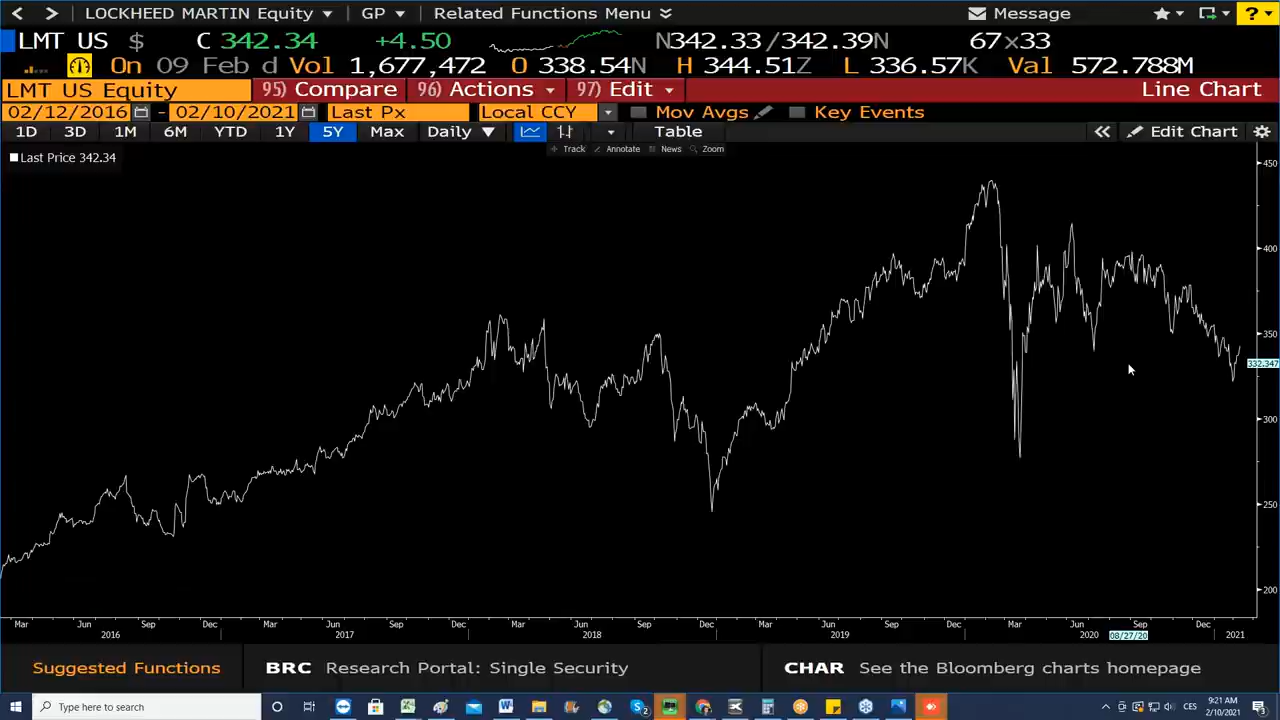 LOCKHEED MARTIN Equity GP Related Functions Menu Message ?
LMT US $ C 342.34 +4.50 N342.33 /342.39N 67x33
On 09 Feb d Vol 1,677,472 O 338.54N H 344.51Z L 336.57K Val 572.788M
LMT US Equity 95) Compare 96) Actions 97) Edit Line Chart
02/12/2016 - 02/10/2021 Last Px Local CCY Mov Avgs Key Events
1D 3D 1M 6M YTD 1Y 5Y Max Daily Table Edit Chart
Track Annotate News Zoom
Last Price 342.34
450
400
350
332.347
300
250
200
Mar Jun Sep Dec Mar Jun Sep Dec Mar Jun Sep Dec Mar Jun Sep Dec Mar Jun Sep Dec
2016 2017 2018 2019 2020 08/27/20 2021
Suggested Functions BRC Research Portal: Single Security CHAR See the Bloomberg charts homepage
Type here to search CES 9:21 AM
2/10/2021